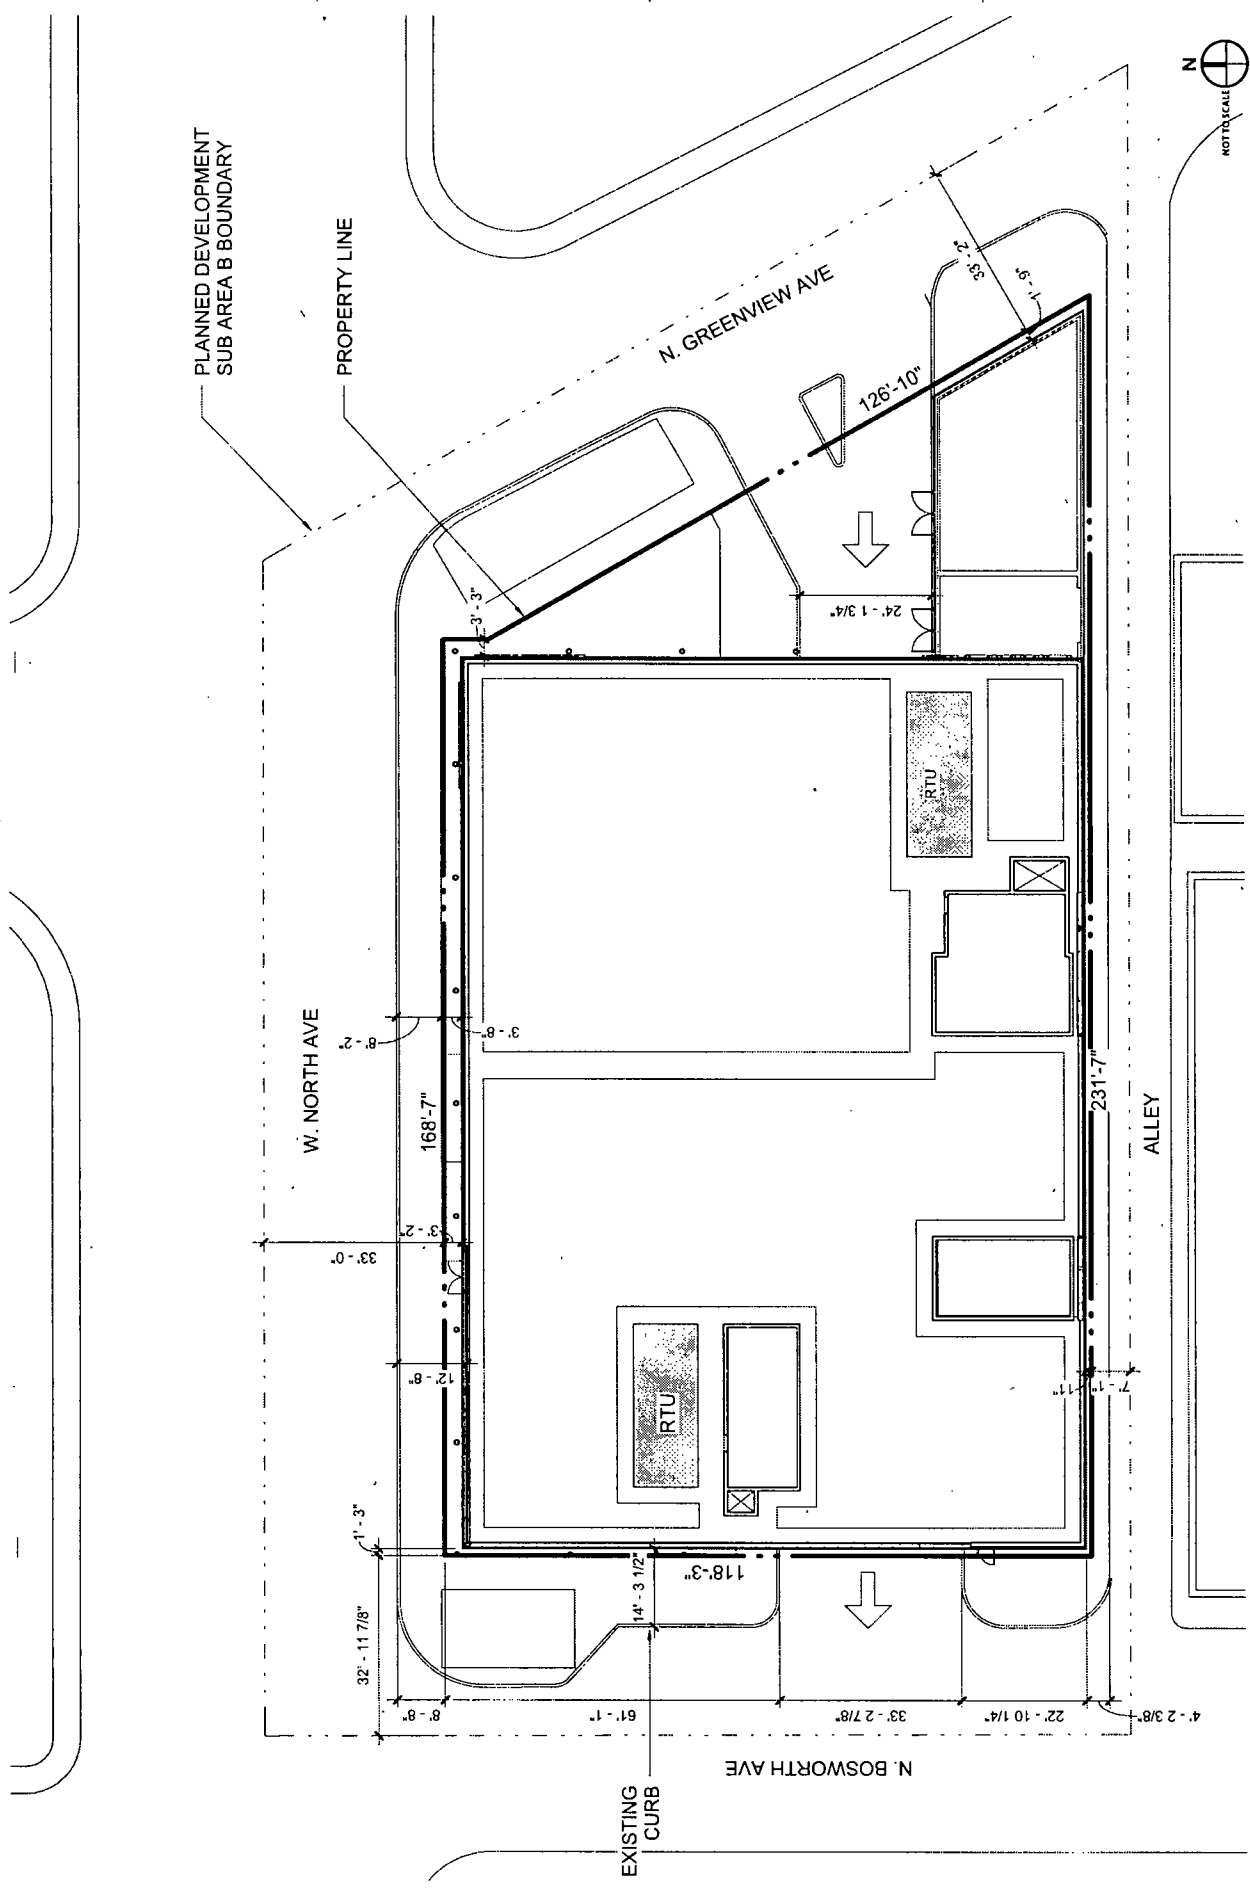 PLANNED DEVELOPMENT
SUB AREA B BOUNDARY
PROPERTY LINE
N
NOT TO SCALE
N. GREENVIEW AVE
33' - 2"
1' - 9"
126'-10"
3' - 3"
24' - 1 3/4"
RTU
W. NORTH AVE
8' - 2"
3' - 8"
168'-7"
231'-7"
ALLEY
33' - 0"
3' - 2"
12' - 8"
RTU
11"
7' - 1"
1' - 3"
32' - 11 7/8"
14' - 3 1/2"
118'-3"
8' - 8"
61' - 1"
33' - 2 7/8"
22' - 10 1/4"
4' - 2 3/8"
N. BOSWORTH AVE
EXISTING
CURB